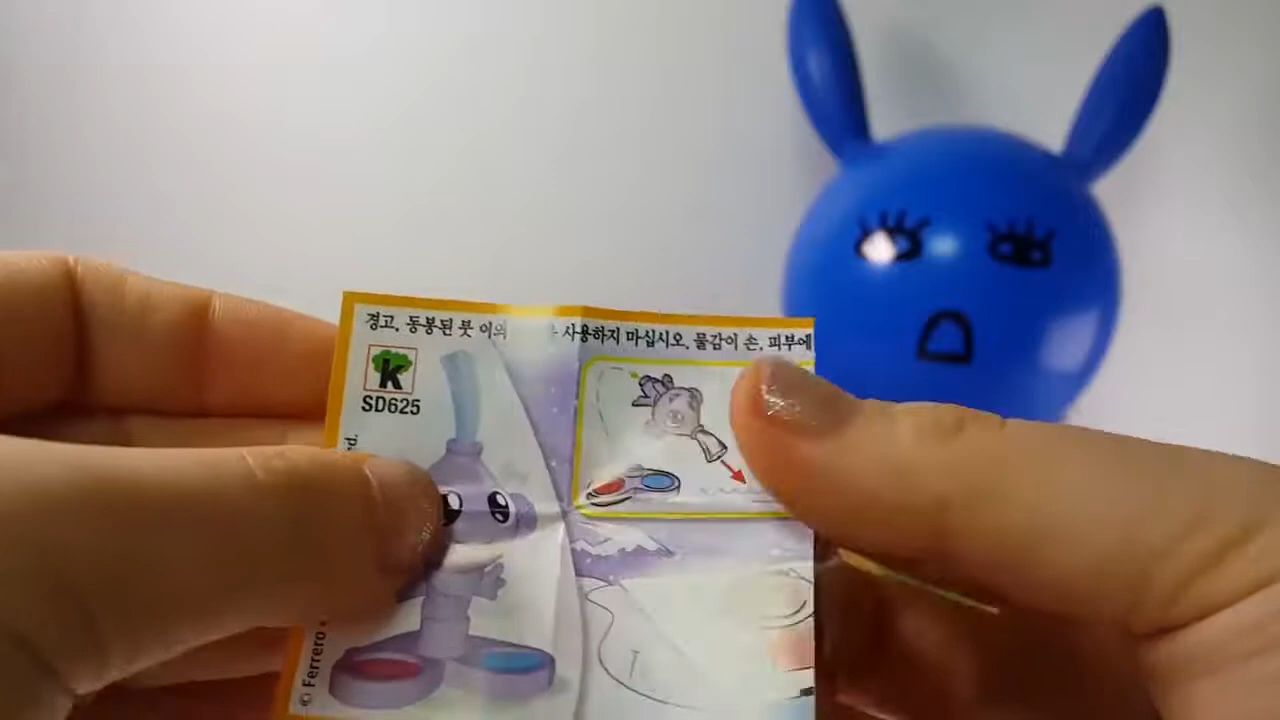 경고, 동봉된 붓 이외 사용하지 마십시오. 물감이 손, 피부에
K
SD625
© Ferrero